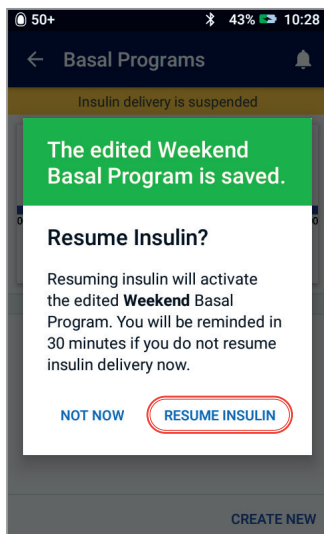 50+ 43% 10:28
Basal Programs
Insulin delivery is suspended
The edited Weekend
Basal Program is saved.
Resume Insulin?
Resuming insulin will activate
the edited Weekend Basal
Program. You will be reminded in
30 minutes if you do not resume
insulin delivery now.
NOT NOW RESUME INSULIN
CREATE NEW